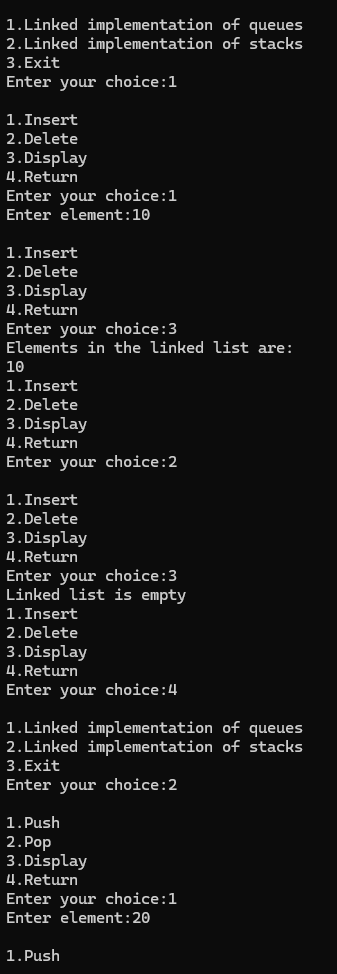 1.Linked implementation of queues
2.Linked implementation of stacks
3.Exit
Enter your choice:1

1.Insert
2.Delete
3.Display
4.Return
Enter your choice:1
Enter element:10

1.Insert
2.Delete
3.Display
4.Return
Enter your choice:3
Elements in the linked list are:
10
1.Insert
2.Delete
3.Display
4.Return
Enter your choice:2

1.Insert
2.Delete
3.Display
4.Return
Enter your choice:3
Linked list is empty
1.Insert
2.Delete
3.Display
4.Return
Enter your choice:4

1.Linked implementation of queues
2.Linked implementation of stacks
3.Exit
Enter your choice:2

1.Push
2.Pop
3.Display
4.Return
Enter your choice:1
Enter element:20

1.Push